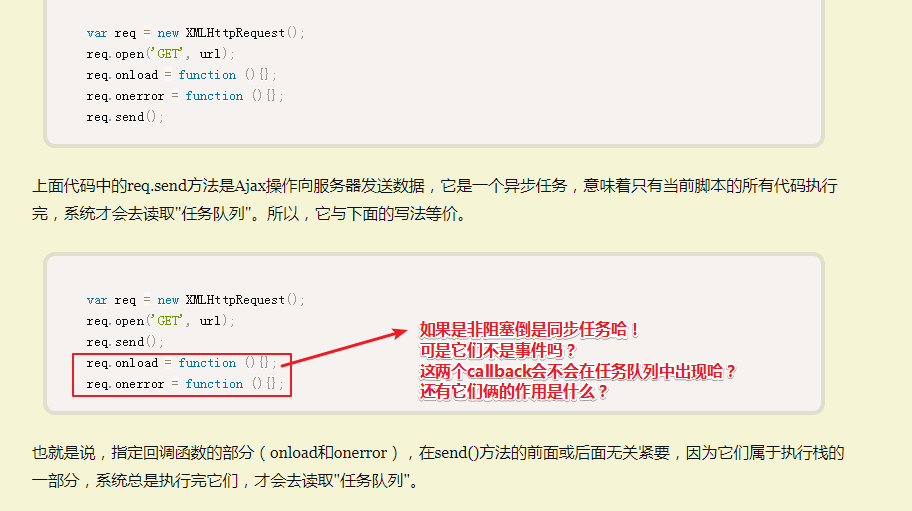 var req = new XMLHttpRequest();
req.open('GET', url);
req.onload = function (){};
req.onerror = function (){};
req.send();
上面代码中的req.send方法是Ajax操作向服务器发送数据，它是一个异步任务，意味着只有当前脚本的所有代码执行
完，系统才会去读取"任务队列"。所以，它与下面的写法等价。
var req = new XMLHttpRequest();
req.open('GET', url);
req.send();
req.onload = function (){};
req.onerror = function (){};
如果是非阻塞倒是同步任务哈！
可是它们不是事件吗？
这两个callback会不会在任务队列中出现哈？
还有它们俩的作用是什么？
也就是说，指定回调函数的部分（onload和onerror），在send()方法的前面或后面无关紧要，因为它们属于执行栈的
一部分，系统总是执行完它们，才会去读取"任务队列"。